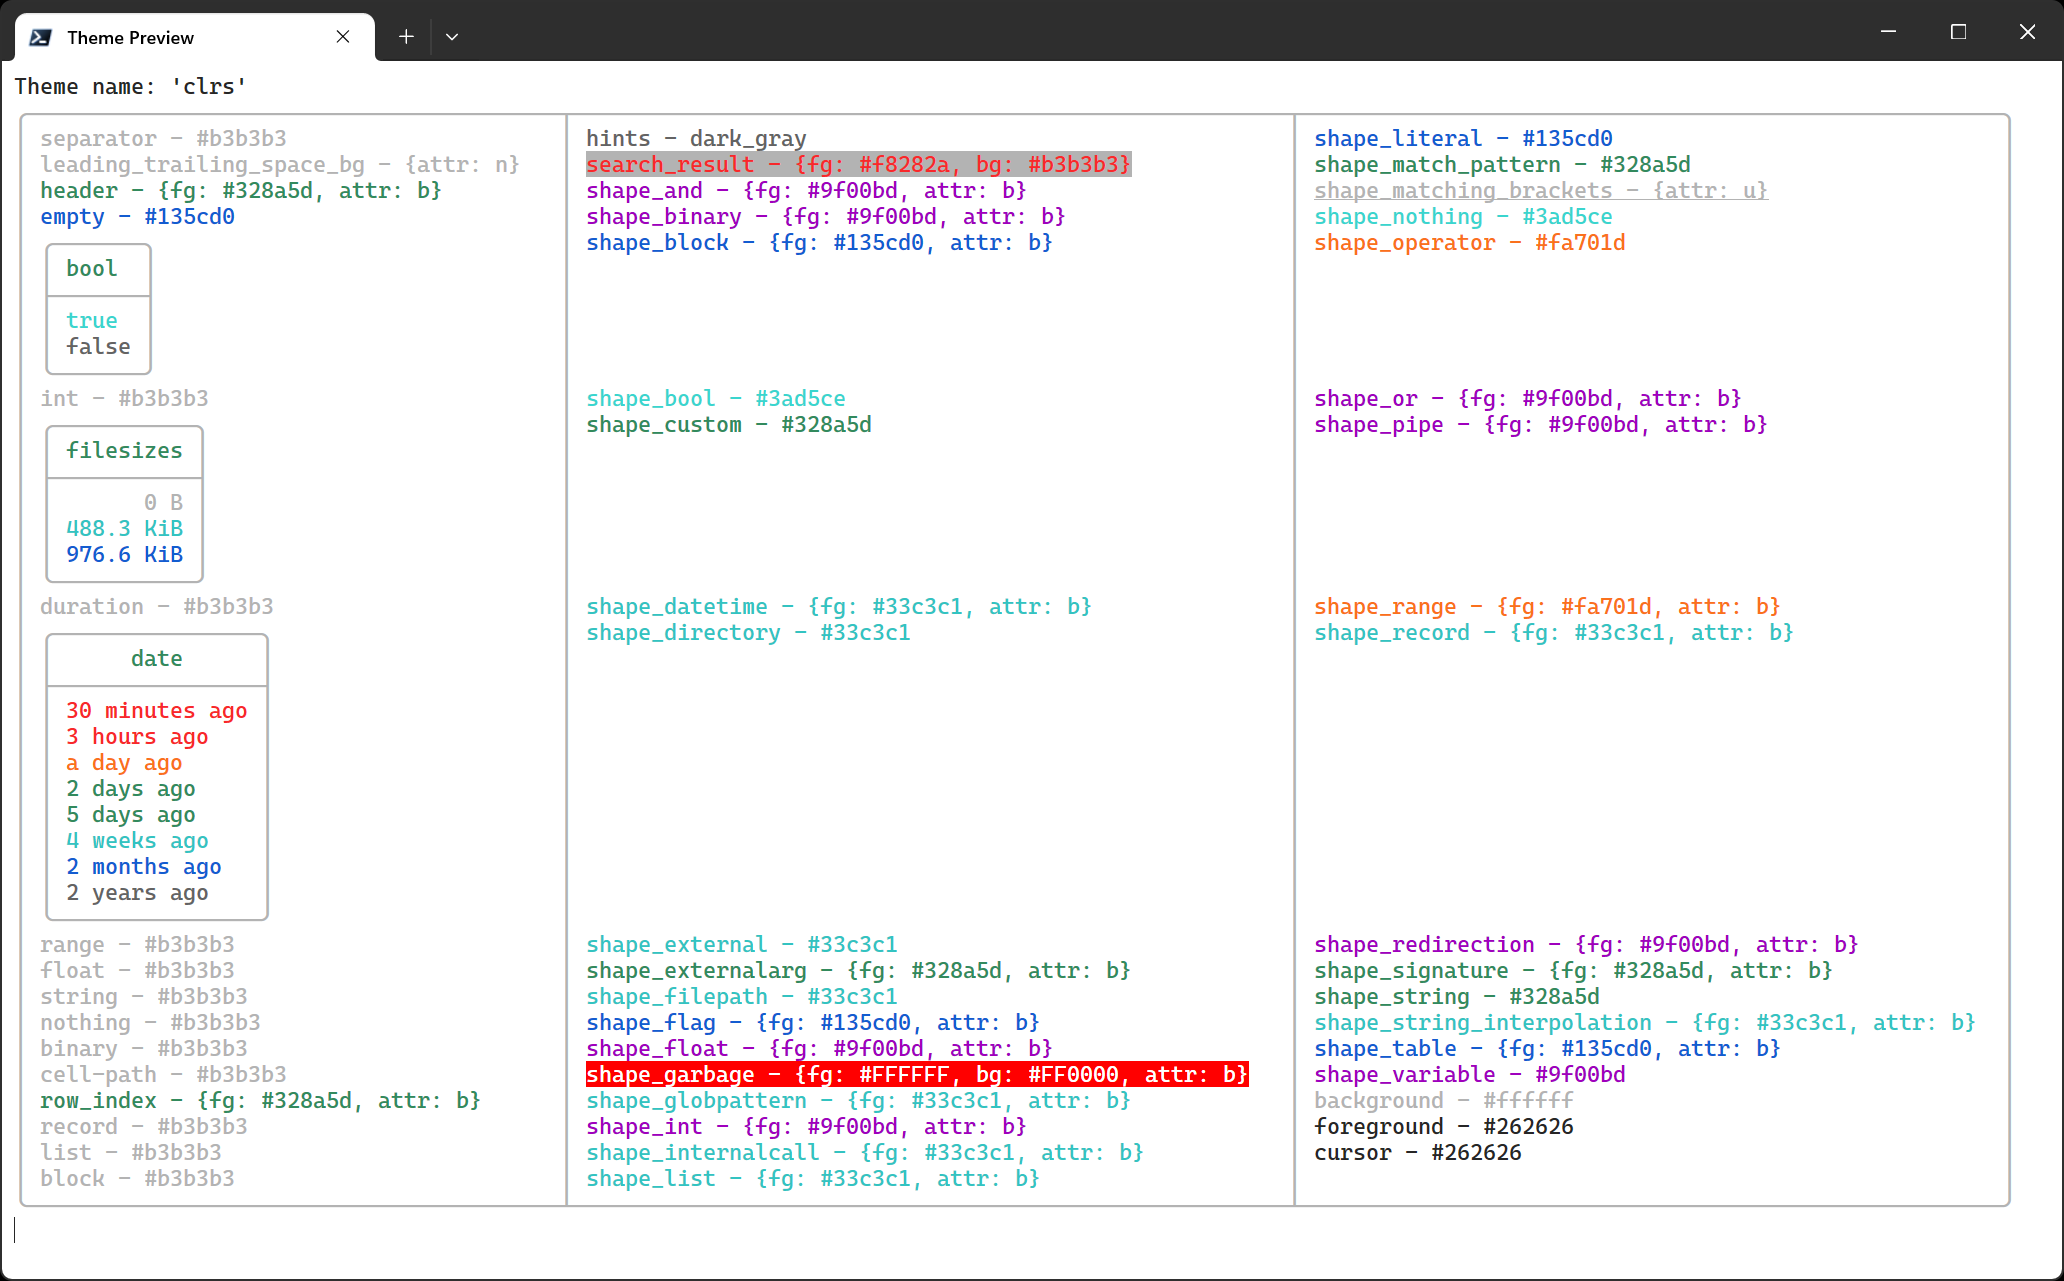 Theme Preview
Theme name: 'clrs'
separator - #b3b3b3
leading_trailing_space_bg - {attr: n}
header - {fg: #328a5d, attr: b}
empty - #135cd0
bool
true
false
int - #b3b3b3
filesizes
0 B
488.3 KiB
976.6 KiB
duration - #b3b3b3
date
30 minutes ago
3 hours ago
a day ago
2 days ago
5 days ago
4 weeks ago
2 months ago
2 years ago
range - #b3b3b3
float - #b3b3b3
string - #b3b3b3
nothing - #b3b3b3
binary - #b3b3b3
cell-path - #b3b3b3
row_index - {fg: #328a5d, attr: b}
record - #b3b3b3
list - #b3b3b3
block - #b3b3b3
hints - dark_gray
search_result - {fg: #f8282a, bg: #b3b3b3}
shape_and - {fg: #9f00bd, attr: b}
shape_binary - {fg: #9f00bd, attr: b}
shape_block - {fg: #135cd0, attr: b}
shape_bool - #3ad5ce
shape_custom - #328a5d
shape_datetime - {fg: #33c3c1, attr: b}
shape_directory - #33c3c1
shape_external - #33c3c1
shape_externalarg - {fg: #328a5d, attr: b}
shape_filepath - #33c3c1
shape_flag - {fg: #135cd0, attr: b}
shape_float - {fg: #9f00bd, attr: b}
shape_garbage - {fg: #FFFFFF, bg: #FF0000, attr: b}
shape_globpattern - {fg: #33c3c1, attr: b}
shape_int - {fg: #9f00bd, attr: b}
shape_internalcall - {fg: #33c3c1, attr: b}
shape_list - {fg: #33c3c1, attr: b}
shape_literal - #135cd0
shape_match_pattern - #328a5d
shape_matching_brackets - {attr: u}
shape_nothing - #3ad5ce
shape_operator - #fa701d
shape_or - {fg: #9f00bd, attr: b}
shape_pipe - {fg: #9f00bd, attr: b}
shape_range - {fg: #fa701d, attr: b}
shape_record - {fg: #33c3c1, attr: b}
shape_redirection - {fg: #9f00bd, attr: b}
shape_signature - {fg: #328a5d, attr: b}
shape_string - #328a5d
shape_string_interpolation - {fg: #33c3c1, attr: b}
shape_table - {fg: #135cd0, attr: b}
shape_variable - #9f00bd
background - #ffffff
foreground - #262626
cursor - #262626